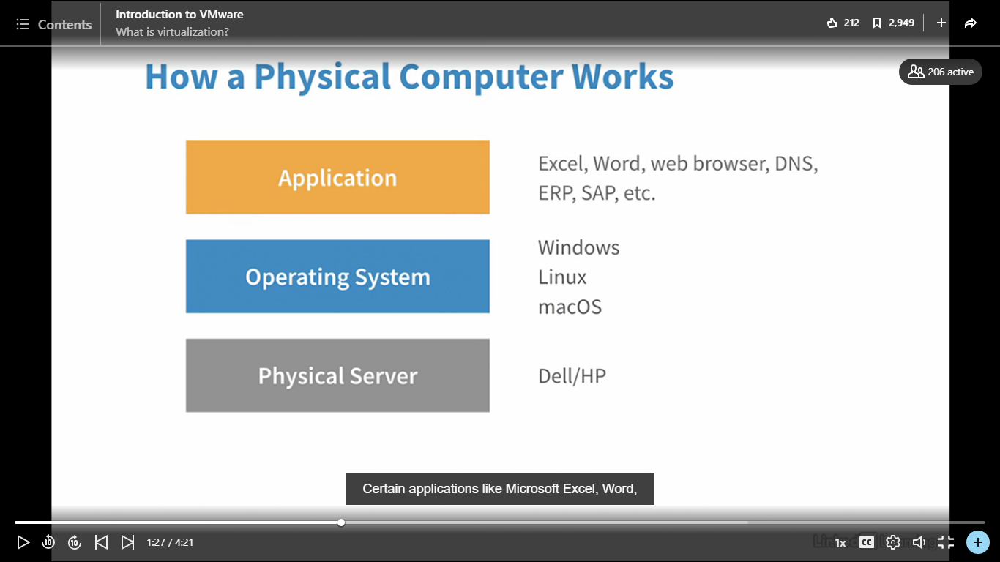 Contents
Introduction to VMware
What is virtualization?
212
2,949
206 active
How a Physical Computer Works
Application
Excel, Word, web browser, DNS,
ERP, SAP, etc.
Operating System
Windows
Linux
macOS
Physical Server
Dell/HP
Certain applications like Microsoft Excel, Word,
10
10
1:27 / 4:21
1x
CC